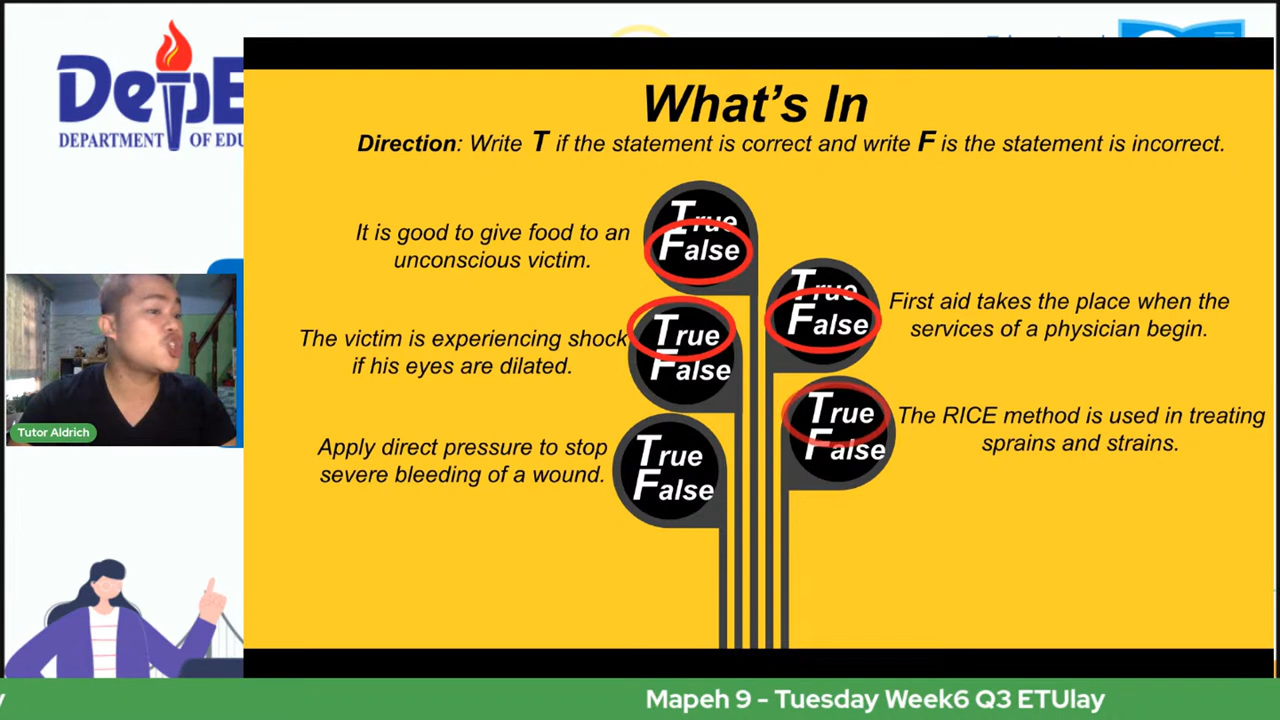 DepE
DEPARTMENT OF EDU
What's In
Direction: Write T if the statement is correct and write F is the statement is incorrect.
It is good to give food to an
unconscious victim.
True
False
First aid takes the place when the
services of a physician begin.
True
False
The victim is experiencing shock
if his eyes are dilated.
True
False
The RICE method is used in treating
sprains and strains.
True
False
Apply direct pressure to stop
severe bleeding of a wound.
True
False
Tutor Aldrich
Mapeh 9 - Tuesday Week6 Q3 ETUlay